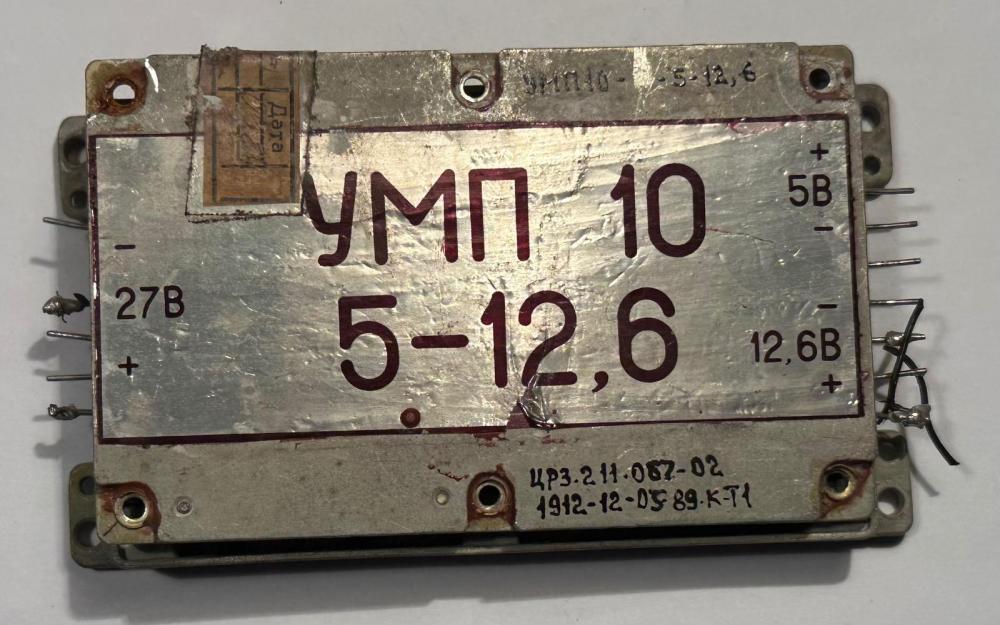 УМП10- -5-12,6
Дата
УМП 10
5-12,6
+
5В
-
-
27В
+
-
12,6В
+
ЦР3.211.067-02
1912-12-05 89.К-Т1